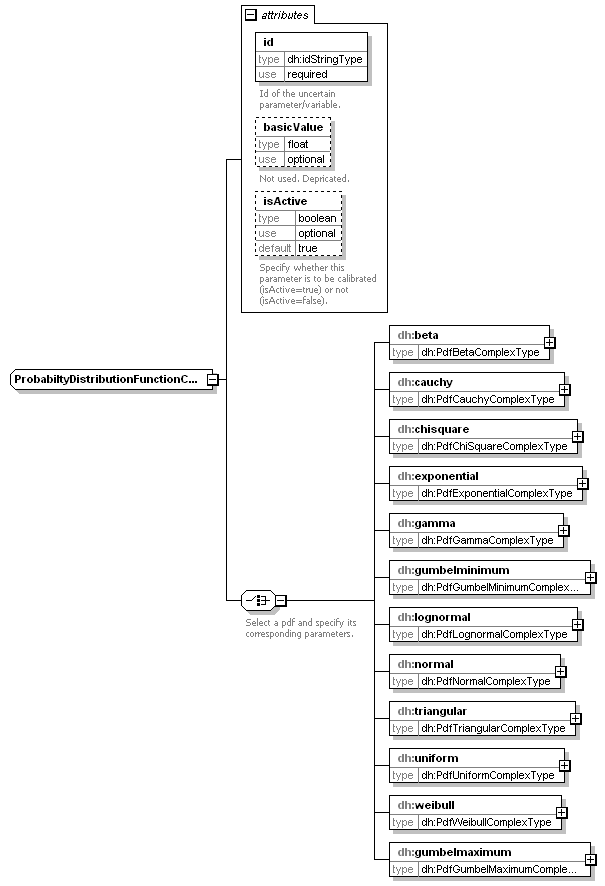 attributes
id
type dh:idStringType
use required
Id of the uncertain
parameter/variable.
basicValue
type float
use optional
Not used. Depricated.
isActive
type boolean
use optional
default true
Specify whether this
parameter is to be calibrated
(isActive=true) or not
(isActive=false).
ProbabiltyDistributionFunctionC...
Select a pdf and specify its
corresponding parameters.
dh:beta
type dh:PdfBetaComplexType
dh:cauchy
type dh:PdfCauchyComplexType
dh:chisquare
type dh:PdfChiSquareComplexType
dh:exponential
type dh:PdfExponentialComplexType
dh:gamma
type dh:PdfGammaComplexType
dh:gumbelminimum
type dh:PdfGumbelMinimumComplex...
dh:lognormal
type dh:PdfLognormalComplexType
dh:normal
type dh:PdfNormalComplexType
dh:triangular
type dh:PdfTriangularComplexType
dh:uniform
type dh:PdfUniformComplexType
dh:weibull
type dh:PdfWeibullComplexType
dh:gumbelmaximum
type dh:PdfGumbelMaximumComple...